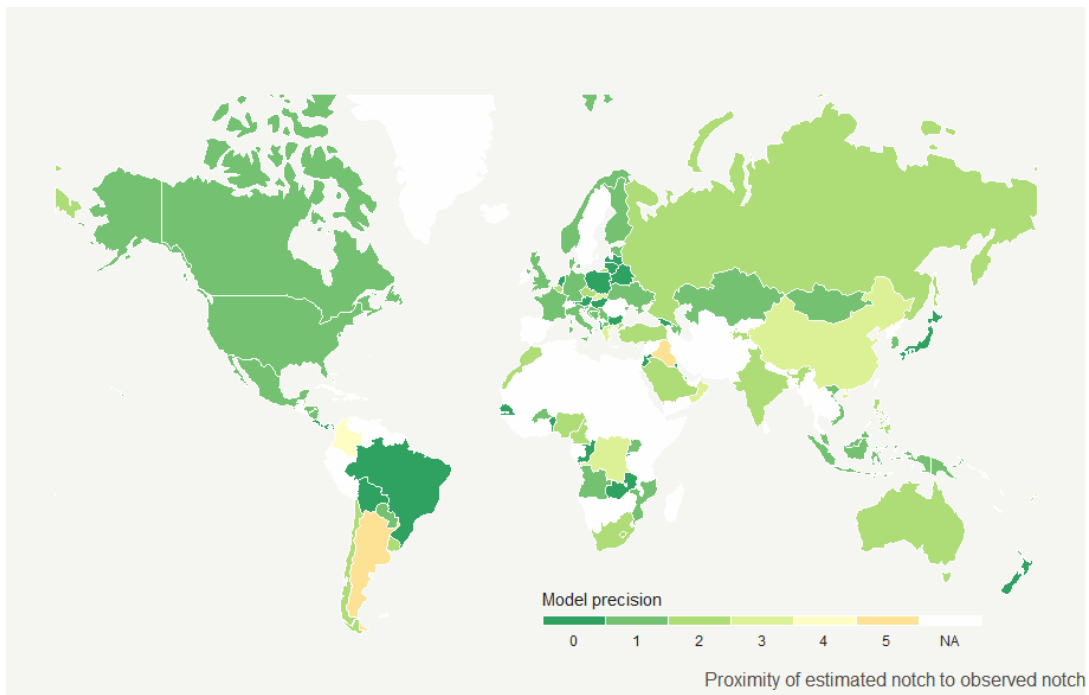 Model precision
0 1 2 3 4 5 NA
Proximity of estimated notch to observed notch